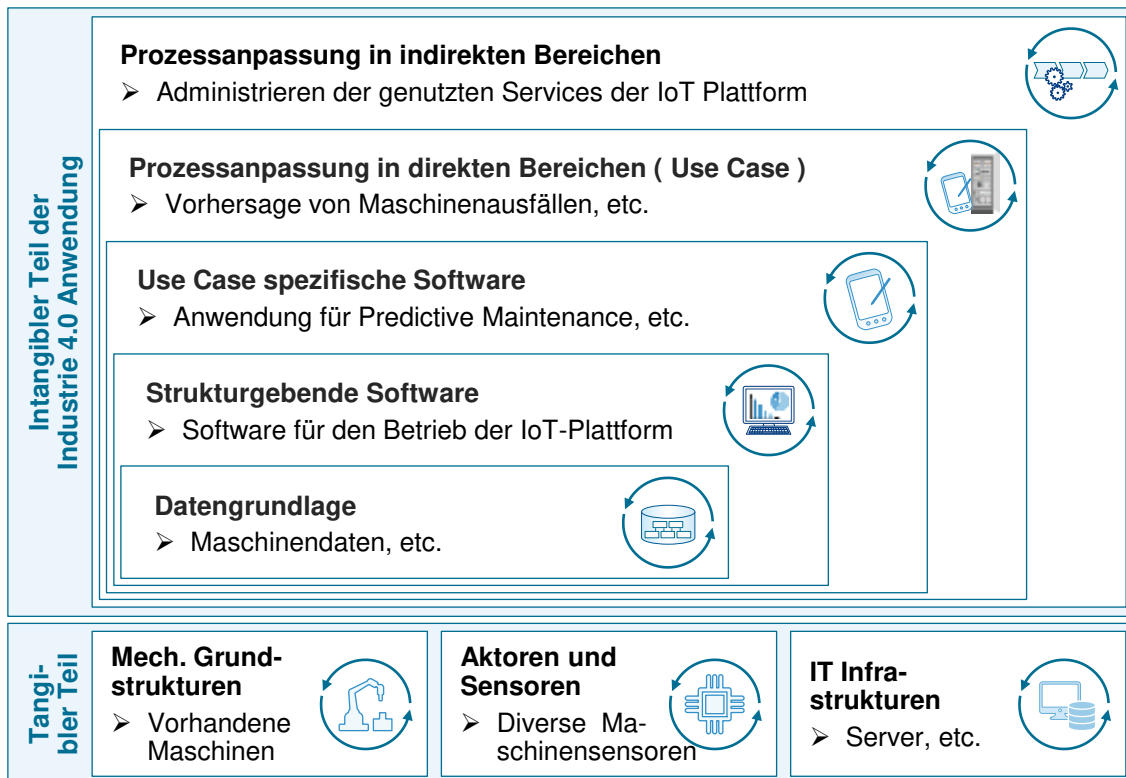 Intangibler Teil der
Industrie 4.0 Anwendung
Prozessanpassung in indirekten Bereichen
➢ Administrieren der genutzten Services der IoT Plattform
Prozessanpassung in direkten Bereichen ( Use Case )
➢ Vorhersage von Maschinenausfällen, etc.
Use Case spezifische Software
➢ Anwendung für Predictive Maintenance, etc.
Strukturgebende Software
➢ Software für den Betrieb der IoT-Plattform
Datengrundlage
➢ Maschinendaten, etc.
Tangi-
bler Teil
Mech. Grund-
strukturen
➢ Vorhandene
Maschinen
Aktoren und
Sensoren
➢ Diverse Ma-
schinensensoren
IT Infra-
strukturen
➢ Server, etc.